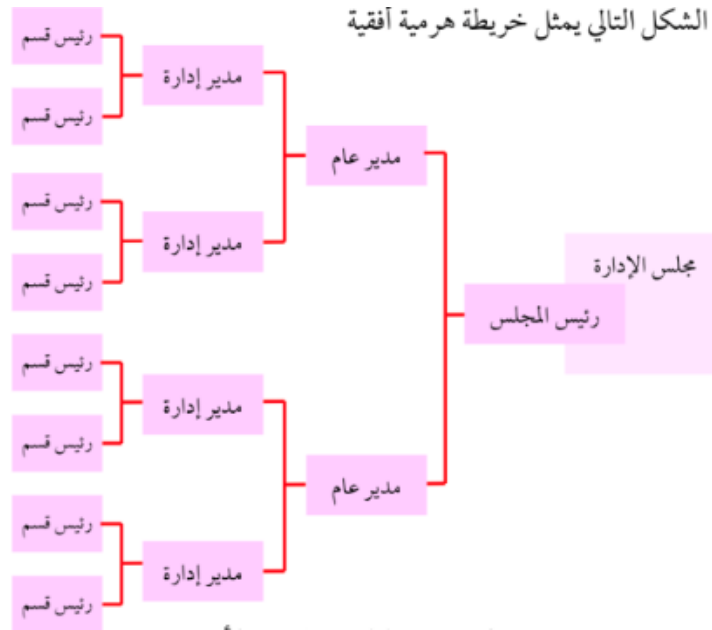 الشكل التالي يمثل خريطة هرمية أفقية
مجلس الإدارة
رئيس المجلس
مدير عام
مدير عام
مدير إدارة
مدير إدارة
مدير إدارة
مدير إدارة
رئيس قسم
رئيس قسم
رئيس قسم
رئيس قسم
رئيس قسم
رئيس قسم
رئيس قسم
رئيس قسم